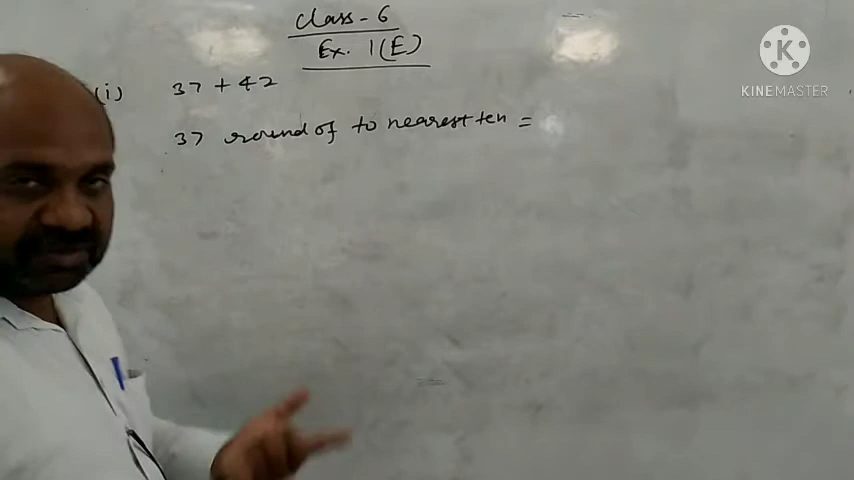 Class - 6
Ex. 1(E)
(i) 37 + 42
37 round of to nearest ten =
K
KINEMASTER